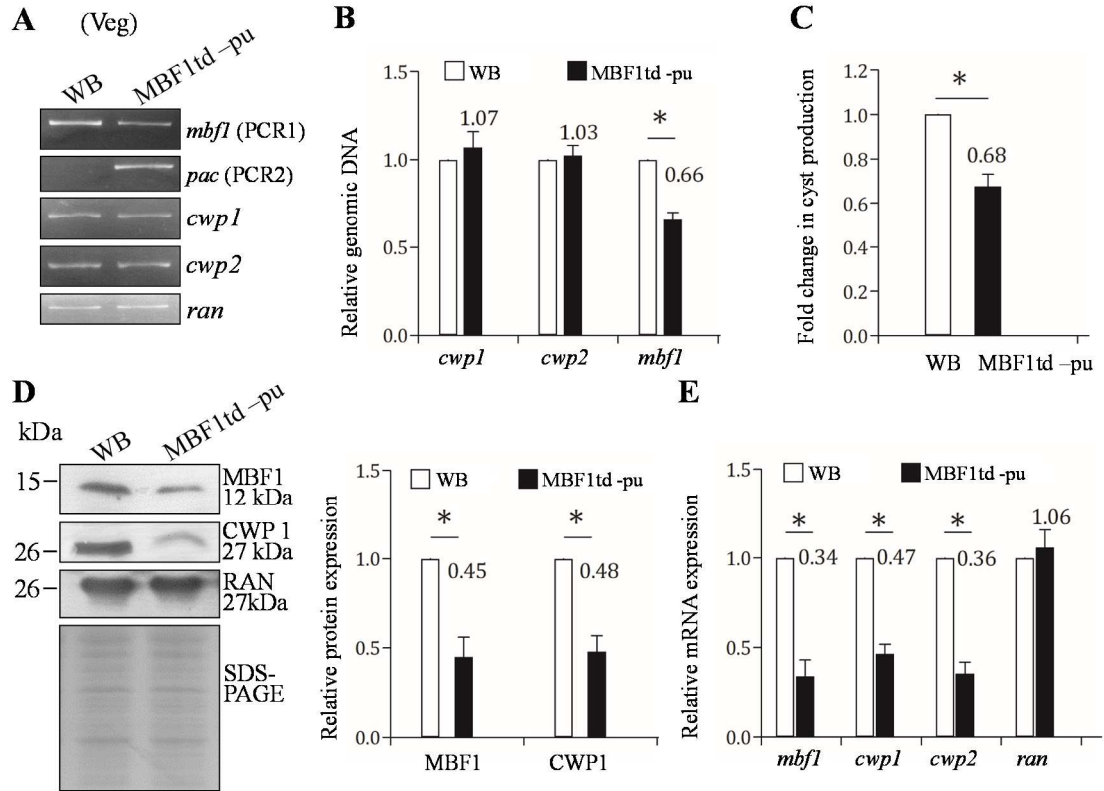 A
(Veg)
WB
MBF1td –pu
mbf1 (PCR1)
pac (PCR2)
cwp1
cwp2
ran
B
WB
MBF1td -pu
Relative genomic DNA
1.5
1.0
0.5
0.0
1.07
1.03
*
0.66
cwp1
cwp2
mbf1
C
Fold change in cyst production
1.2
1.0
0.8
0.6
0.4
0.2
0.0
*
0.68
WB
MBF1td –pu
D
kDa
WB
MBF1td –pu
15
MBF1
12 kDa
26
CWP 1
27 kDa
26
RAN
27kDa
SDS-
PAGE
WB
MBF1td -pu
Relative protein expression
1.5
1.0
0.5
0.0
*
0.45
*
0.48
MBF1
CWP1
E
WB
MBF1td -pu
Relative mRNA expression
1.5
1.0
0.5
0.0
*
0.34
*
0.47
*
0.36
1.06
mbf1
cwp1
cwp2
ran